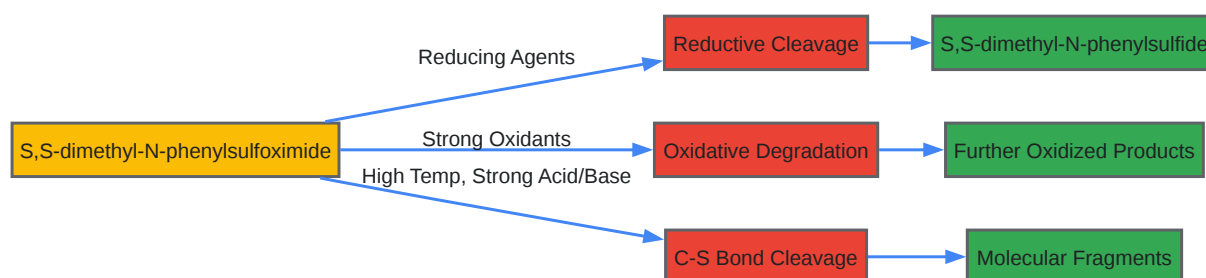 Reductive Cleavage
S,S-dimethyl-N-phenylsulfide
Reducing Agents
S,S-dimethyl-N-phenylsulfoximide
Strong Oxidants
Oxidative Degradation
Further Oxidized Products
High Temp, Strong Acid/Base
C-S Bond Cleavage
Molecular Fragments